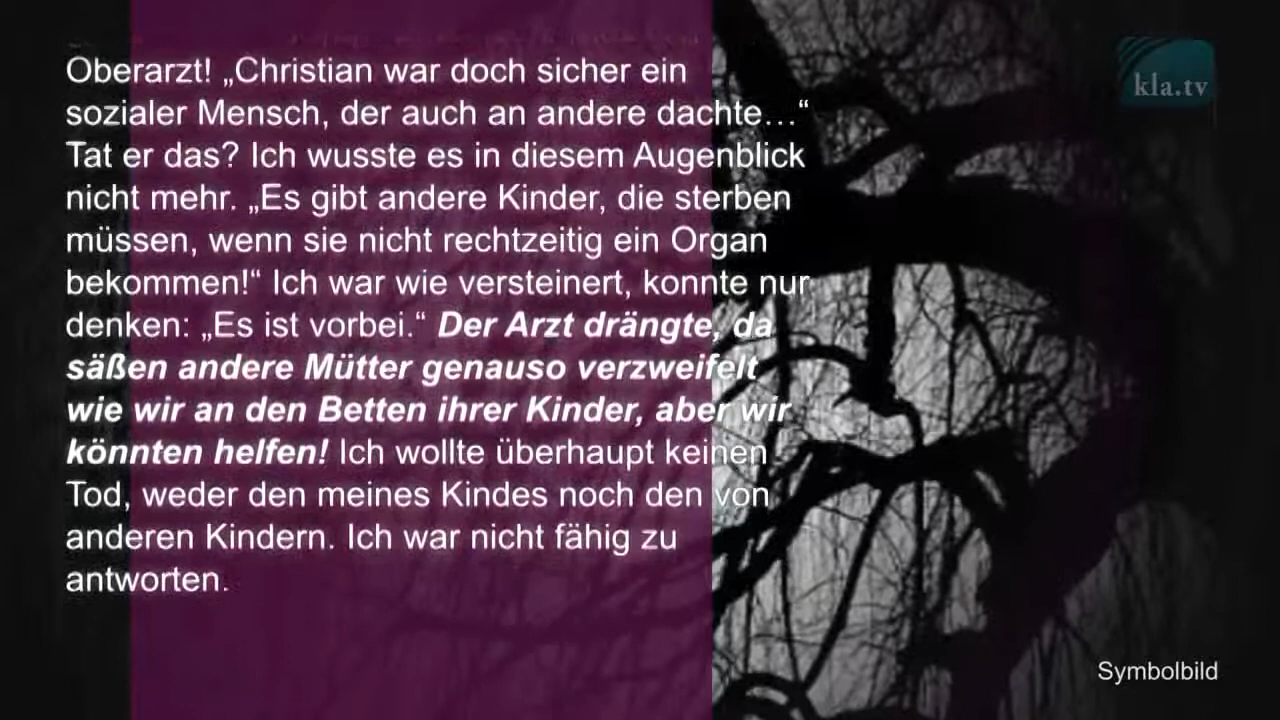 Oberarzt! „Christian war doch sicher ein
sozialer Mensch, der auch an andere dachte…“
Tat er das? Ich wusste es in diesem Augenblick
nicht mehr. „Es gibt andere Kinder, die sterben
müssen, wenn sie nicht rechtzeitig ein Organ
bekommen!“ Ich war wie versteinert, konnte nur
denken: „Es ist vorbei.“ Der Arzt drängte, da
säßen andere Mütter genauso verzweifelt
wie wir an den Betten ihrer Kinder, aber wir
könnten helfen! Ich wollte überhaupt keinen
Tod, weder den meines Kindes noch den von
anderen Kindern. Ich war nicht fähig zu
antworten.
kla.tv
Symbolbild